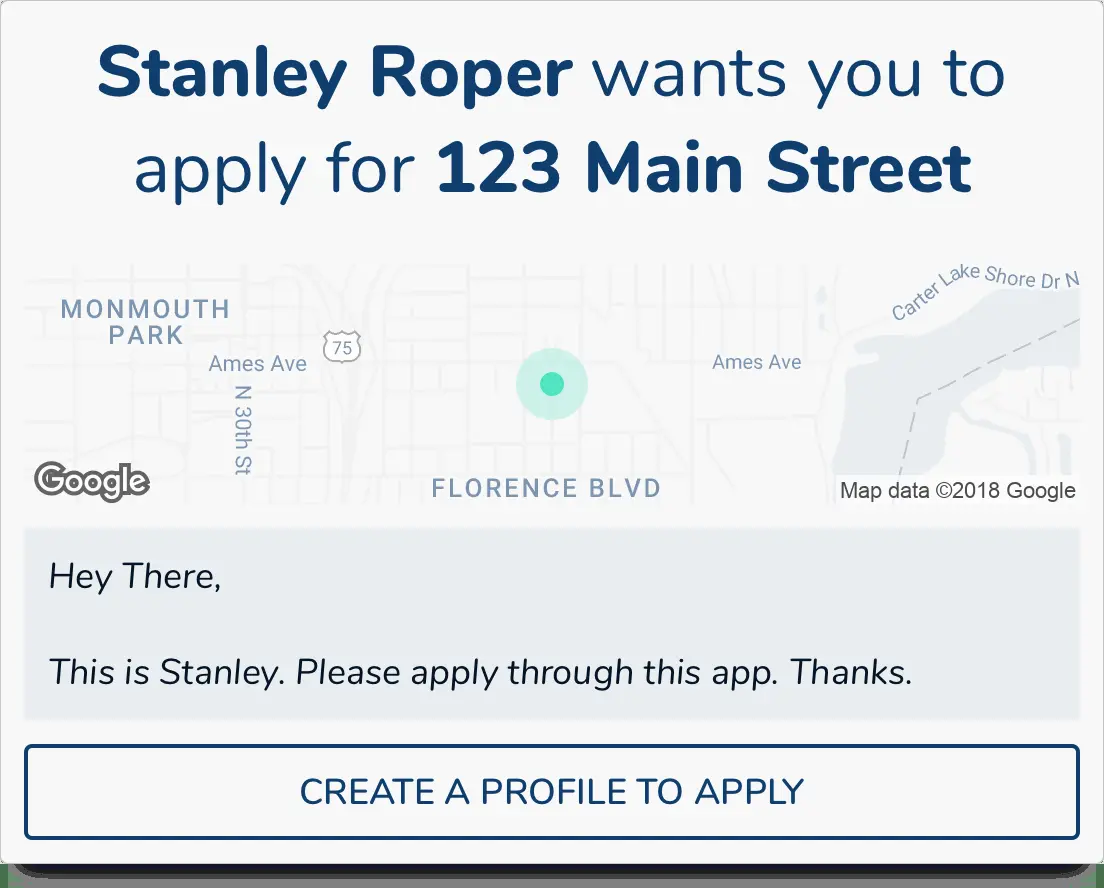 Stanley Roper wants you to
apply for 123 Main Street
MONMOUTH
PARK
Carter Lake Shore Dr N
75
Ames Ave
Ames Ave
N 30th St
Google
FLORENCE BLVD
Map data ©2018 Google
Hey There,
This is Stanley. Please apply through this app. Thanks.
CREATE A PROFILE TO APPLY